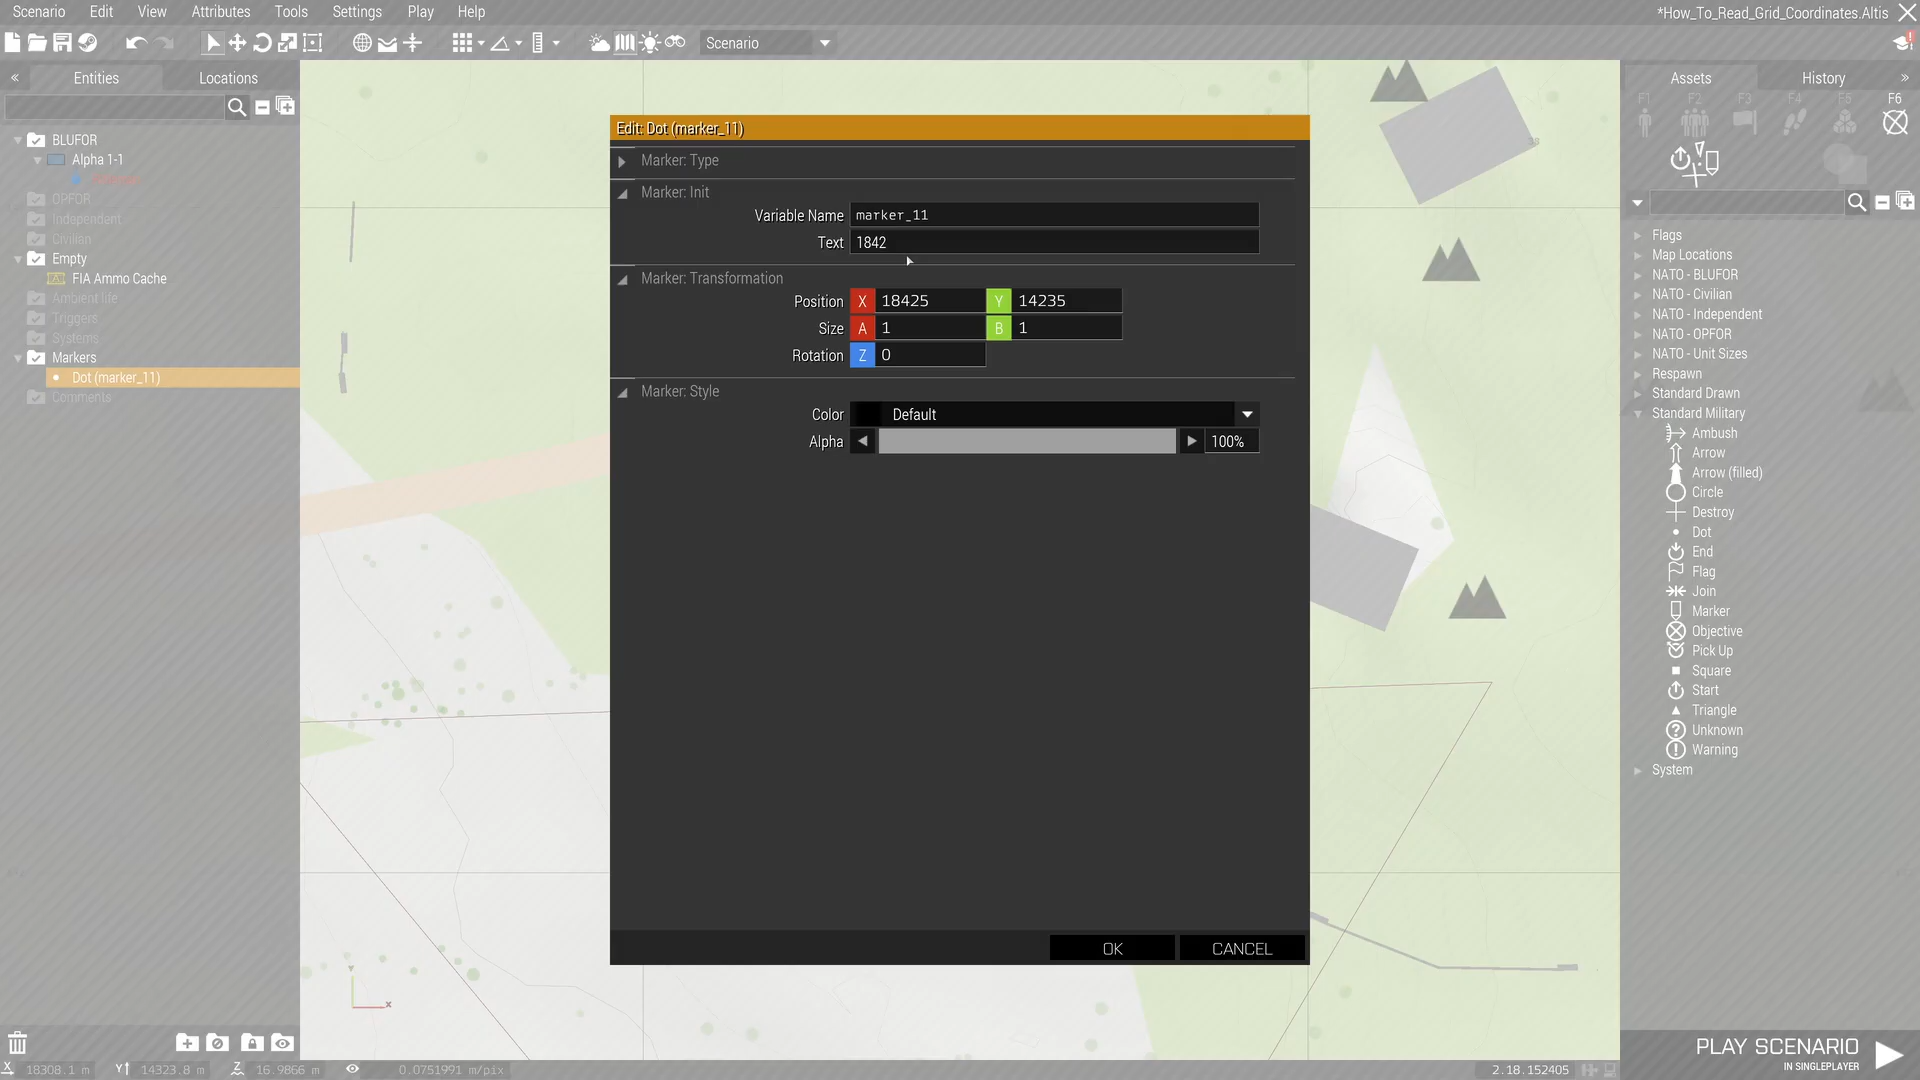 Scenario Edit View Attributes Tools Settings Play Help
*How_To_Read_Grid_Coordinates.Altis
Scenario
Entities Locations
BLUFOR
Alpha 1-1
OPFOR
Independent
Civilian
Empty
FIA Ammo Cache
Ambient life
Triggers
Systems
Markers
Dot (marker_11)
Comments
Edit: Dot (marker_11)
Marker: Type
Marker: Init
Variable Name marker_11
Text 1842
Marker: Transformation
Position X 18425 Y 14235
Size A 1 B 1
Rotation Z 0
Marker: Style
Color Default
Alpha 100%
OK CANCEL
Assets History
F1 F2 F3 F4 F5 F6
Flags
Map Locations
NATO - BLUFOR
NATO - Civilian
NATO - Independent
NATO - OPFOR
NATO - Unit Sizes
Respawn
Standard Drawn
Standard Military
Ambush
Arrow
Arrow (filled)
Circle
Destroy
Dot
End
Flag
Join
Marker
Objective
Pick Up
Square
Start
Triangle
Unknown
Warning
System
PLAY SCENARIO
IN SINGLEPLAYER
X 18308.1 m Y 14323.8 m Z 16.9866 m 0.0751991 m/pix
2.18.152405